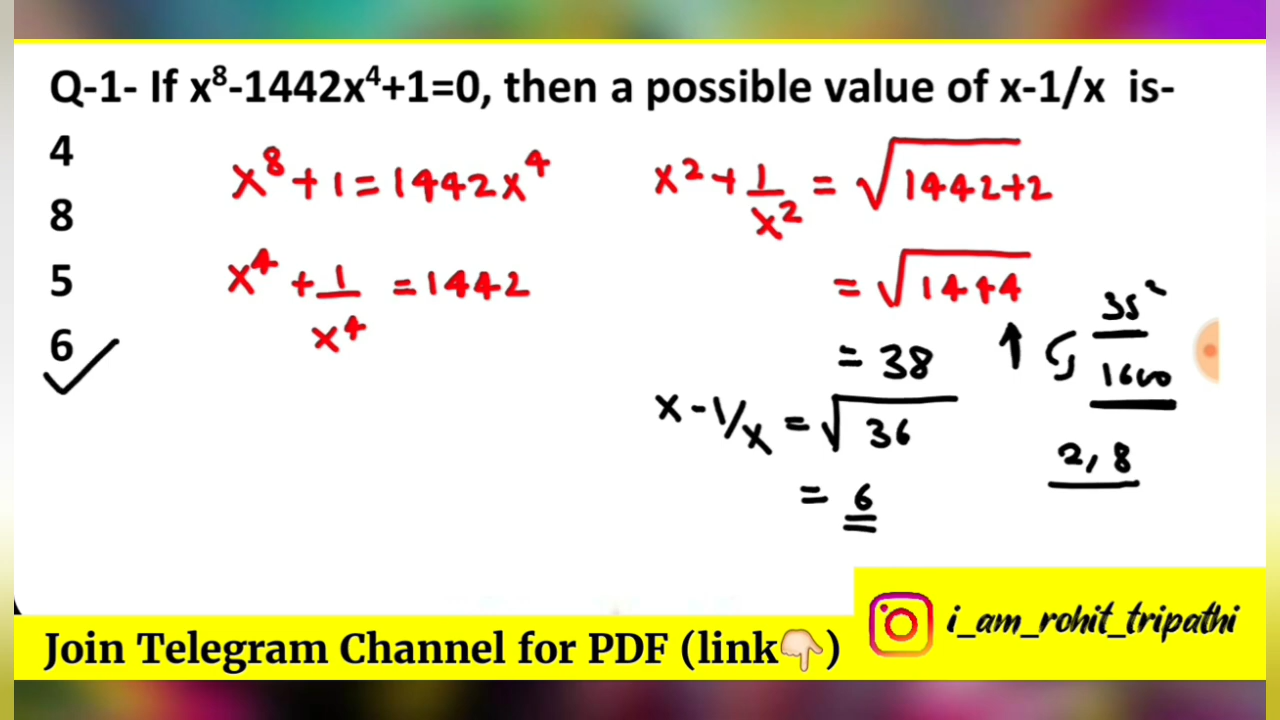 Q-1- If x⁸-1442x⁴+1=0, then a possible value of x-1/x is-
4
8
5
6
x⁸+1=1442x⁴
x⁴+1/x⁴=1442
x²+1/x²=√1442+2
=√1444
=38
x-1/x=√36
=6
35²
1600
2,8
Join Telegram Channel for PDF (link👇)
i_am_rohit_tripathi